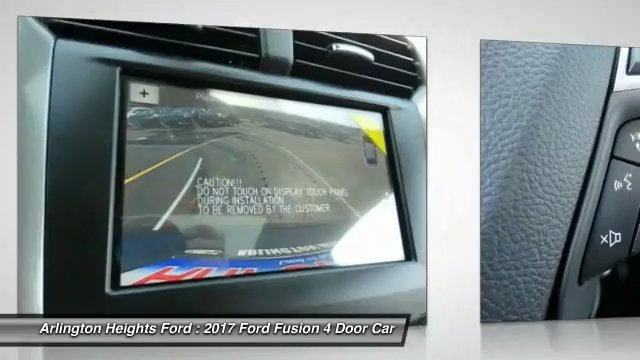 +
CAUTION!!!
DO NOT TOUCH ON DISPLAY TOUCH PANEL
DURING INSTALLATION
TO BE REMOVED BY THE CUSTOMER
Arlington Heights Ford : 2017 Ford Fusion 4 Door Car